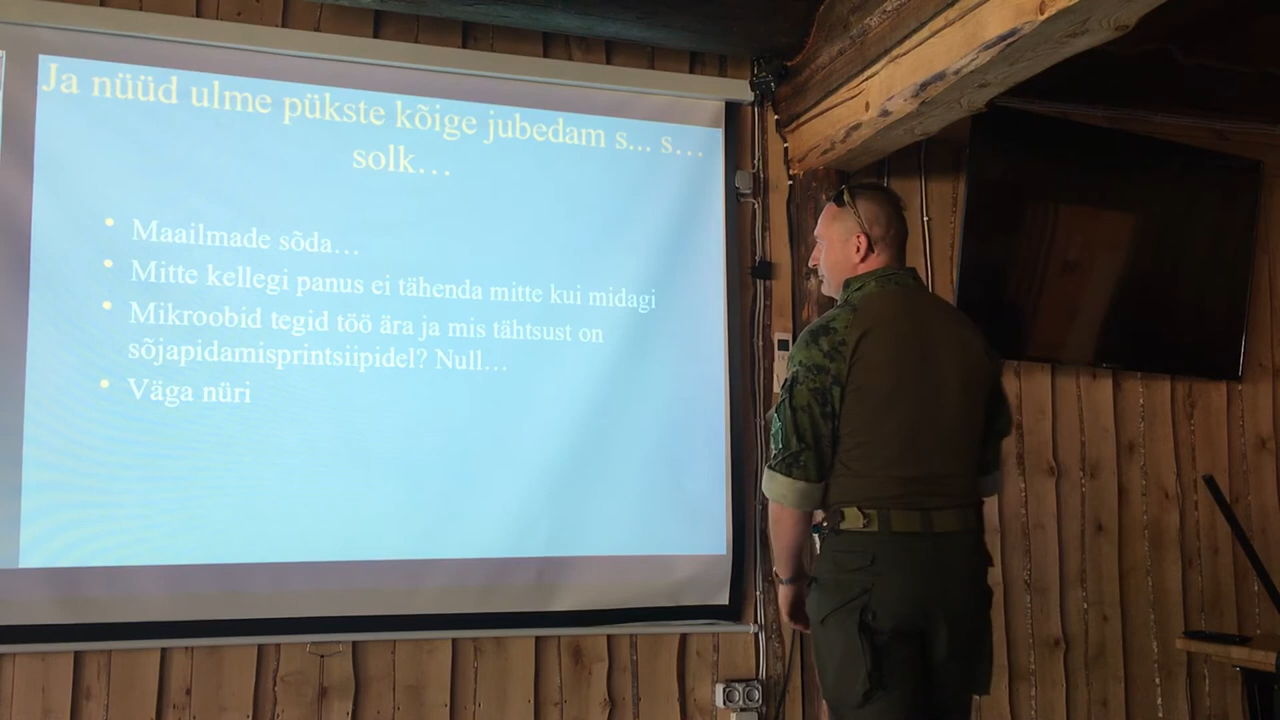 Ja nüüd ulme pükste kõige jubedam s... s…
solk…
Maailmade sõda…
Mitte kellegi panus ei tähenda mitte kui midagi
Mikroobid tegid töö ära ja mis tähtsust on
sõjapidamisprintsiipidel? Null…
Väga nüri